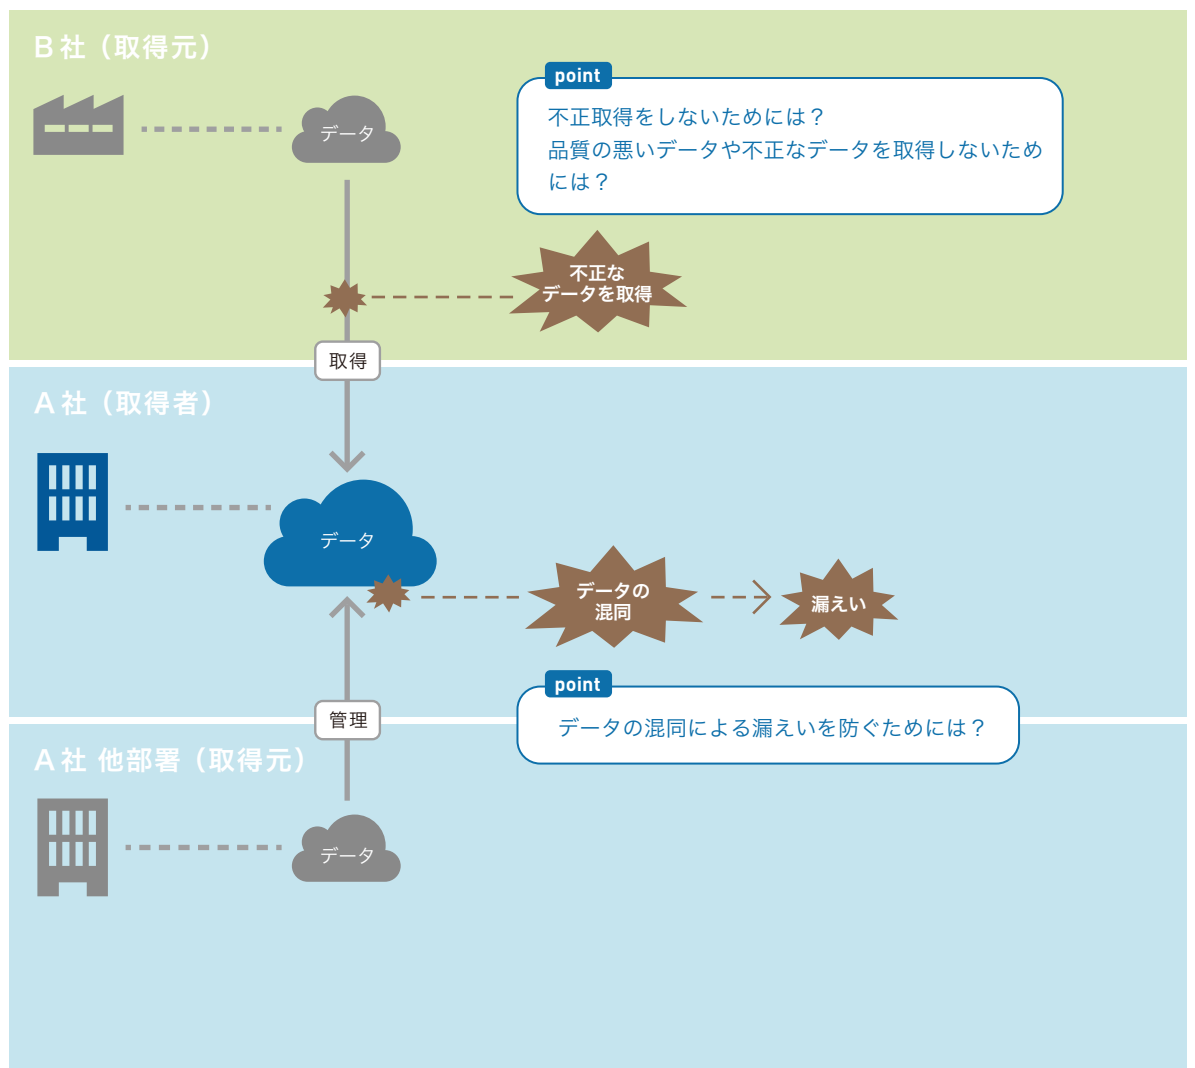 B社（取得元）
データ
point
不正取得をしないためには？
品質の悪いデータや不正なデータを取得しないため
には？
不正な
データを取得
取得
A社（取得者）
データ
データの
混同
漏えい
point
データの混同による漏えいを防ぐためには？
管理
A社 他部署（取得元）
データ